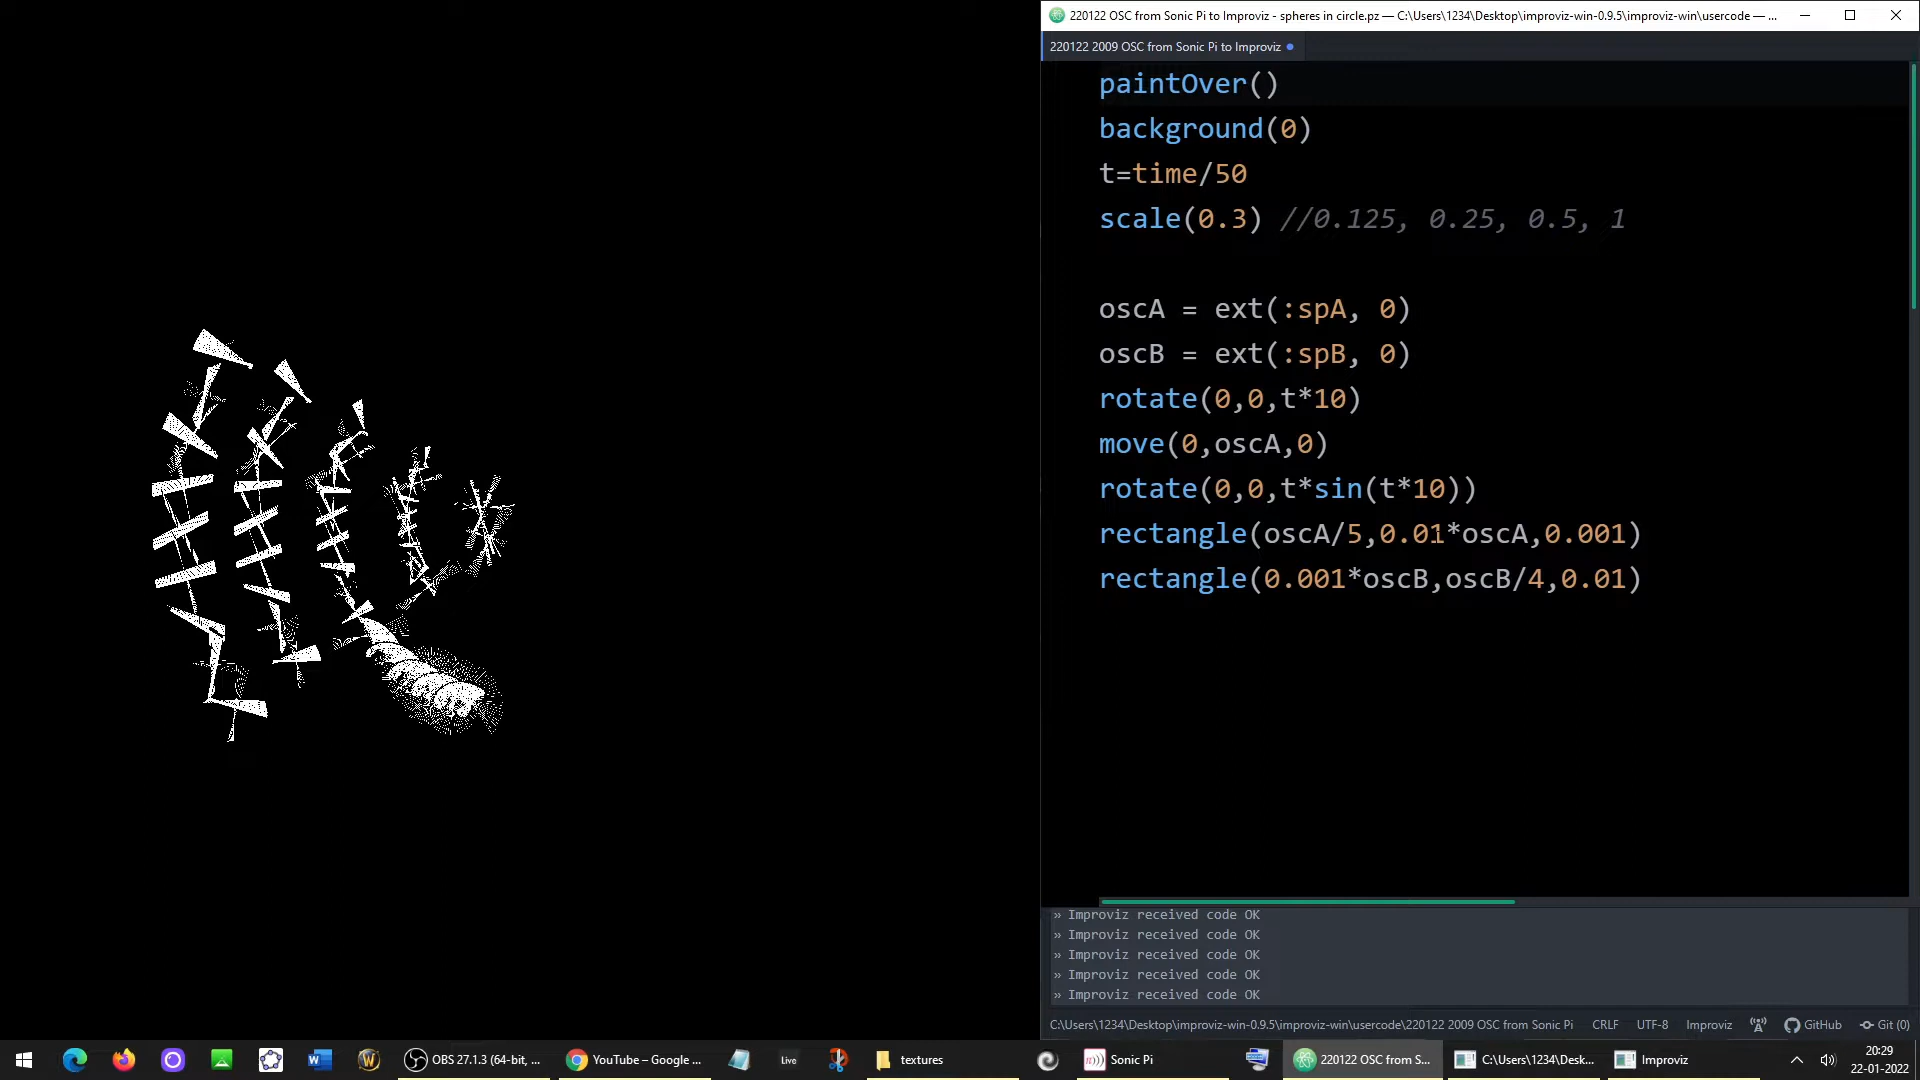 220122 OSC from Sonic Pi to Improviz - spheres in circle.pz — C:\Users\1234\Desktop\improviz-win-0.9.5\improviz-win\usercode — ...
220122 2009 OSC from Sonic Pi to Improviz
paintOver()
background(0)
t=time/50
scale(0.3) //0.125, 0.25, 0.5, 1
oscA = ext(:spA, 0)
oscB = ext(:spB, 0)
rotate(0,0,t*10)
move(0,oscA,0)
rotate(0,0,t*sin(t*10))
rectangle(oscA/5,0.01*oscA,0.001)
rectangle(0.001*oscB,oscB/4,0.01)
» Improviz received code OK
» Improviz received code OK
» Improviz received code OK
» Improviz received code OK
» Improviz received code OK
C:\Users\1234\Desktop\improviz-win-0.9.5\improviz-win\usercode\220122 2009 OSC from Sonic Pi CRLF UTF-8 Improviz GitHub Git (0)
OBS 27.1.3 (64-bit, ... YouTube – Google ... Live textures Sonic Pi 220122 OSC from S... C:\Users\1234\Desk... Improviz 20:29
22-01-2022